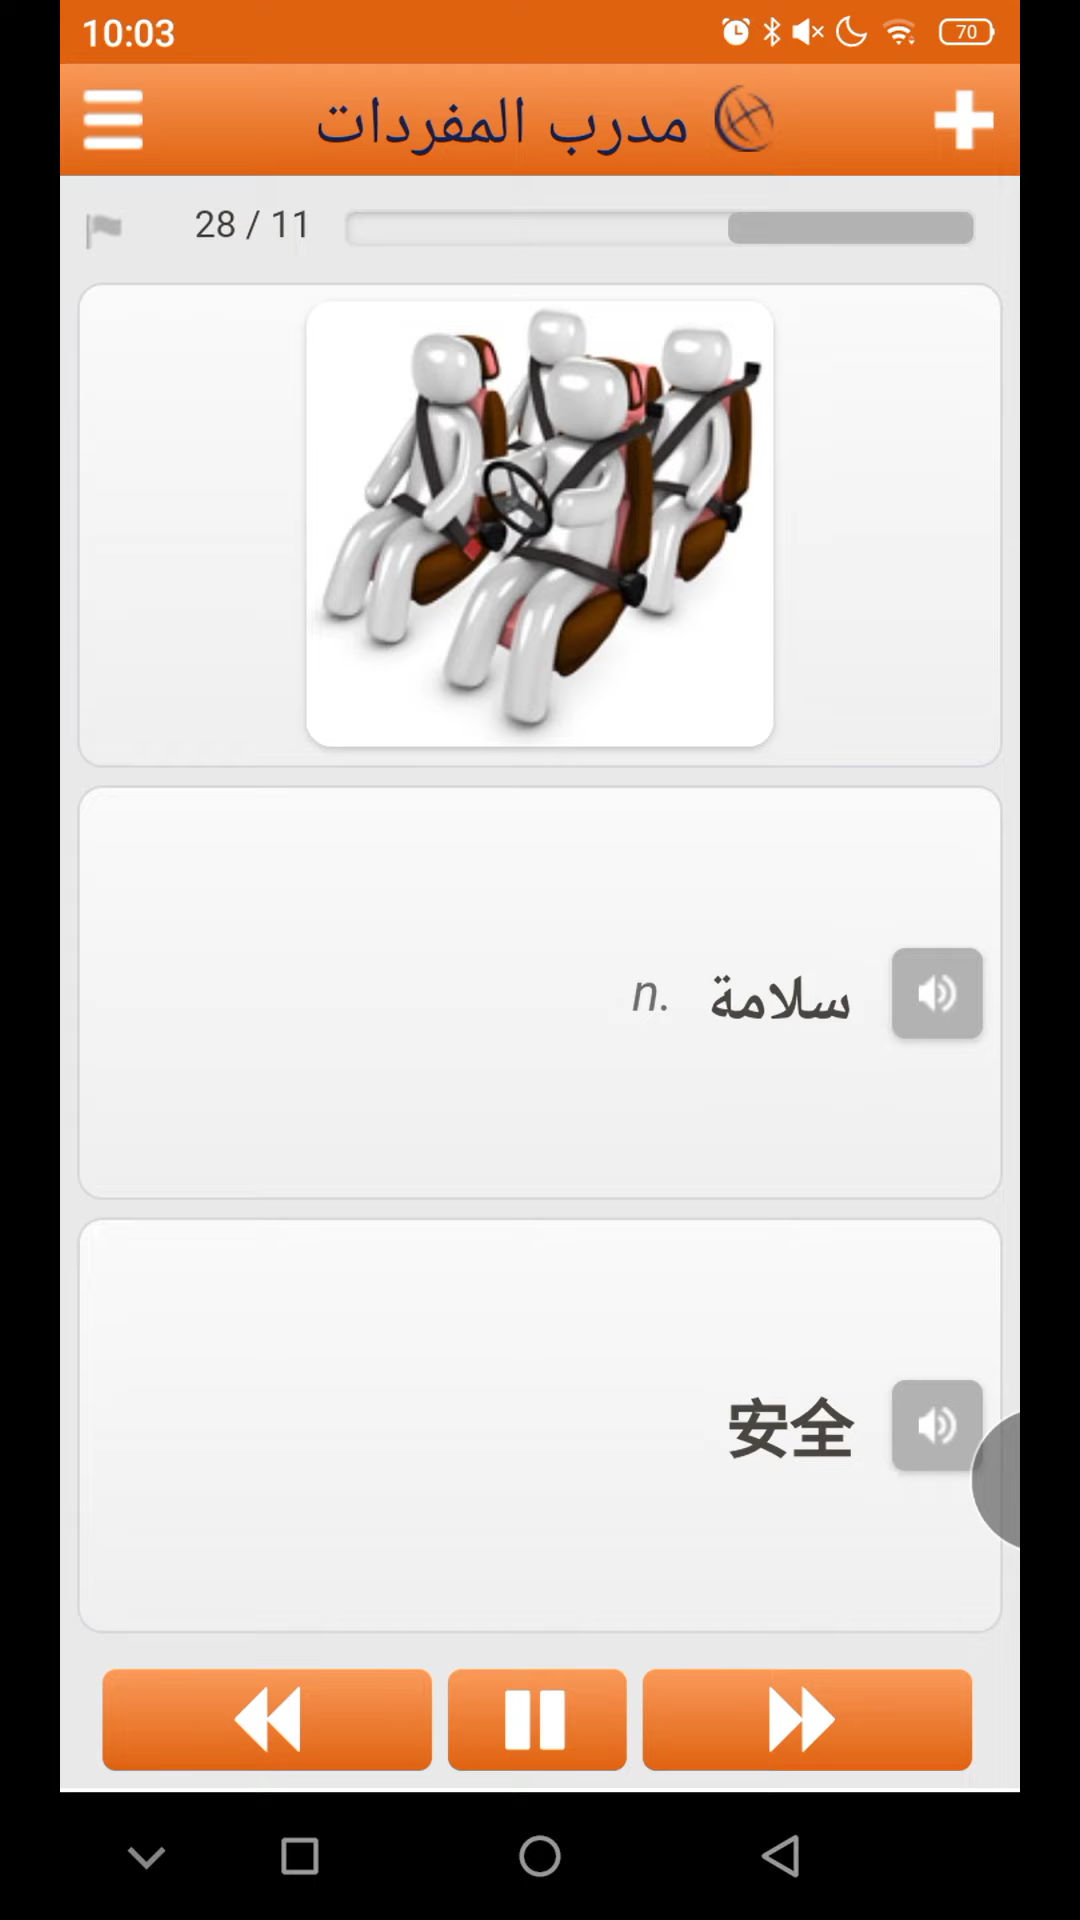 10:03
70
مدرب المفردات
28 / 11
سلامة n.
安全